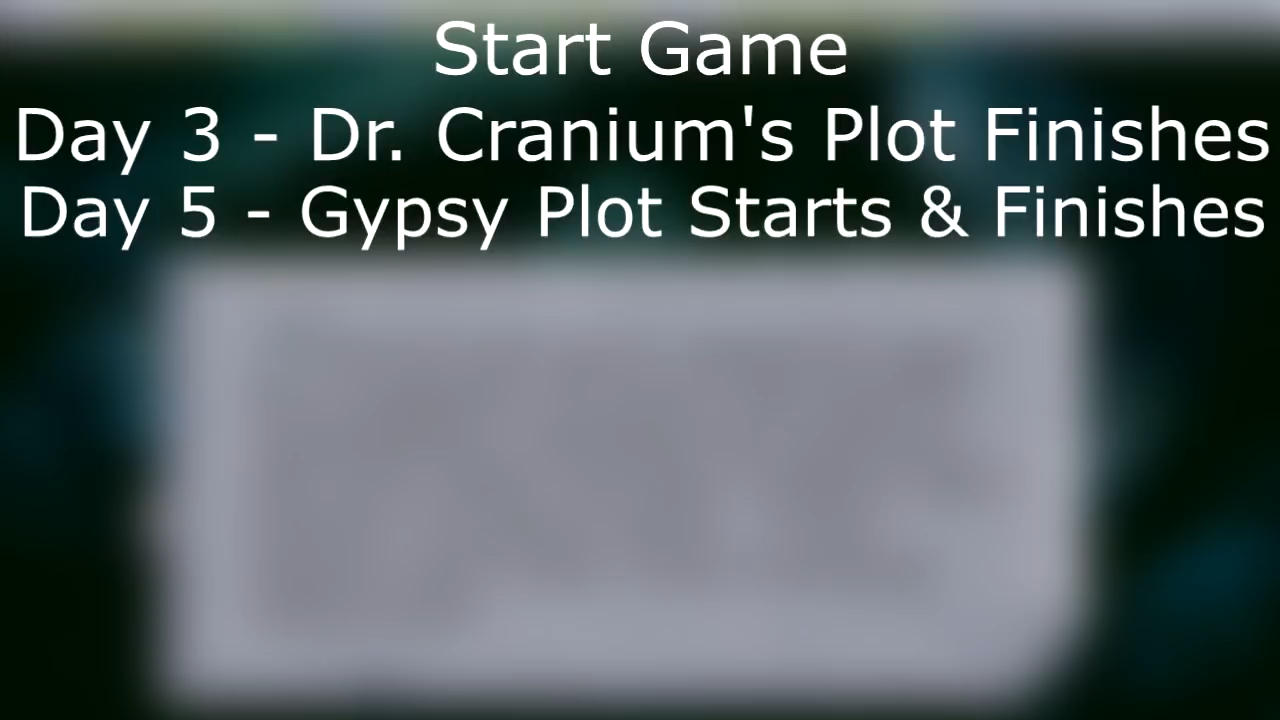 Start Game
Day 3 - Dr. Cranium's Plot Finishes
Day 5 - Gypsy Plot Starts & Finishes